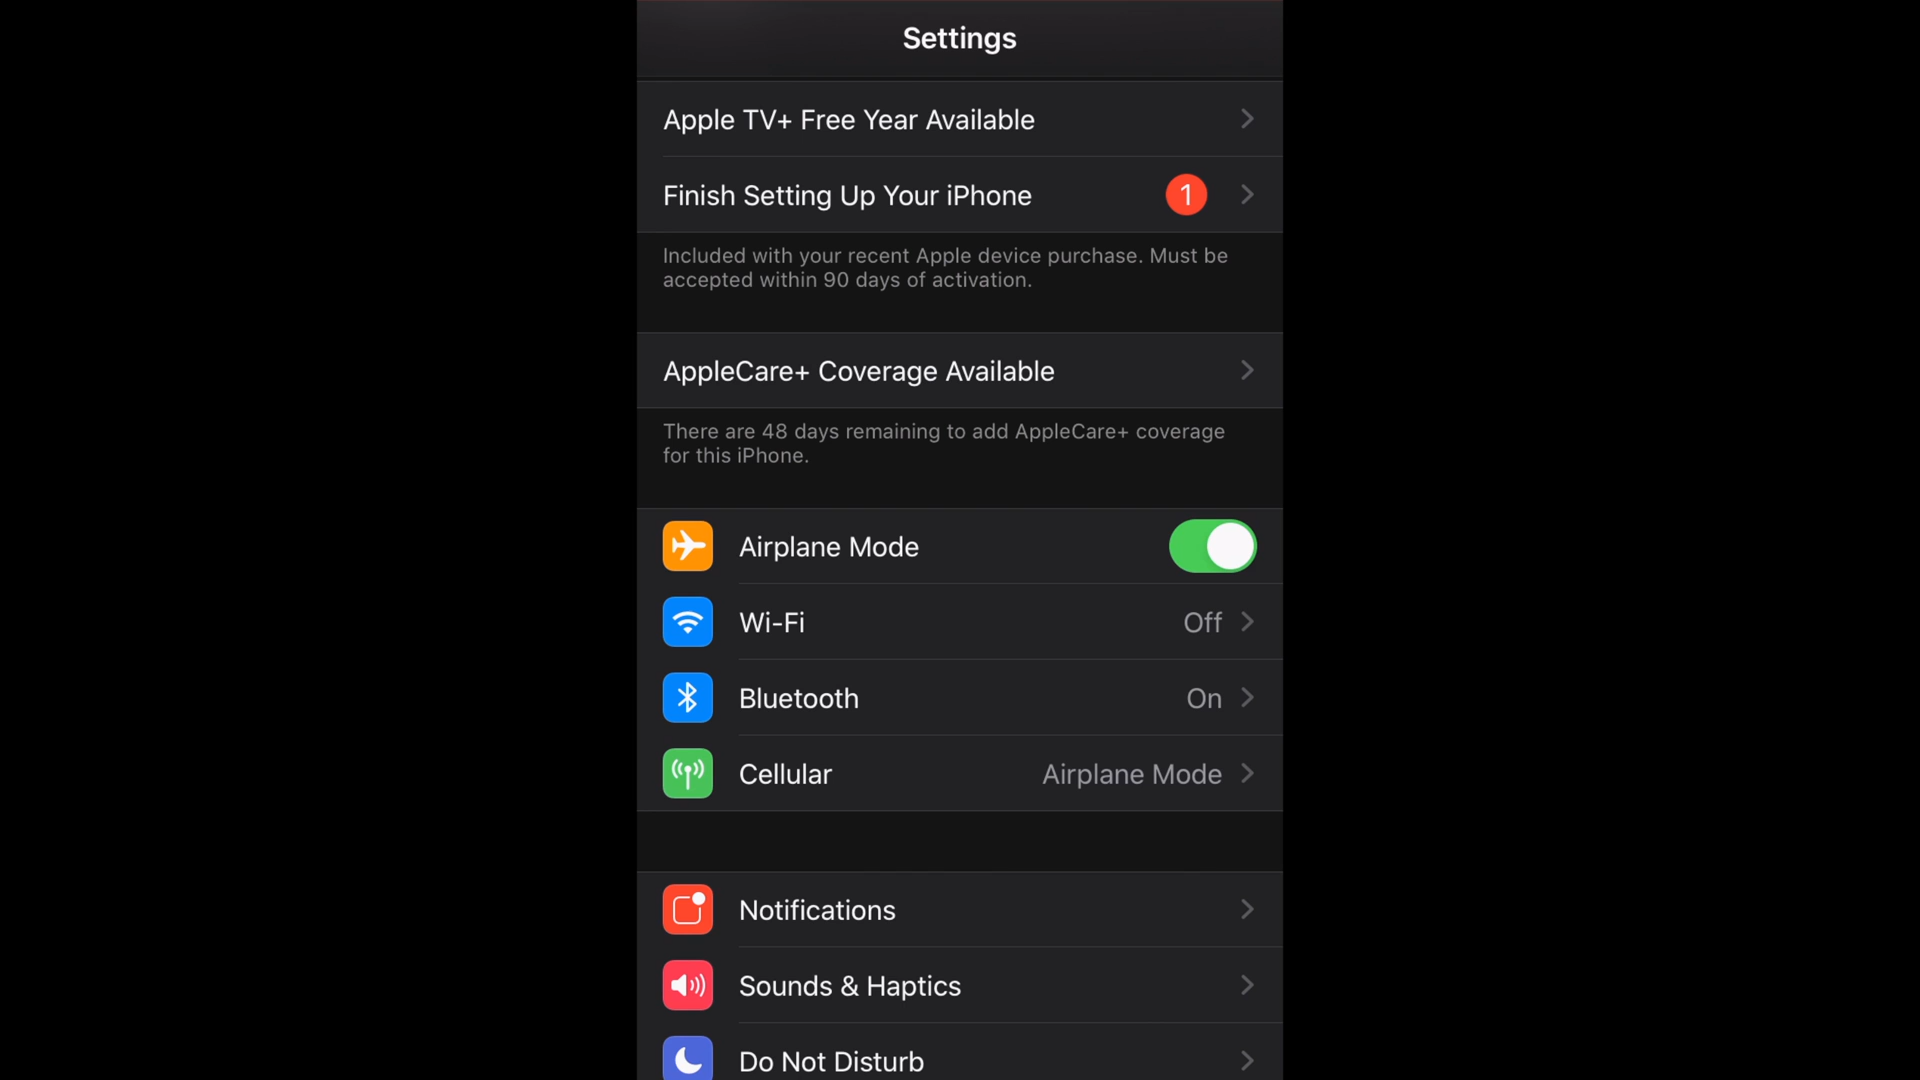 Settings
Apple TV+ Free Year Available
Finish Setting Up Your iPhone 1
Included with your recent Apple device purchase. Must be
accepted within 90 days of activation.
AppleCare+ Coverage Available
There are 48 days remaining to add AppleCare+ coverage
for this iPhone.
Airplane Mode
Wi-Fi Off
Bluetooth On
Cellular Airplane Mode
Notifications
Sounds & Haptics
Do Not Disturb